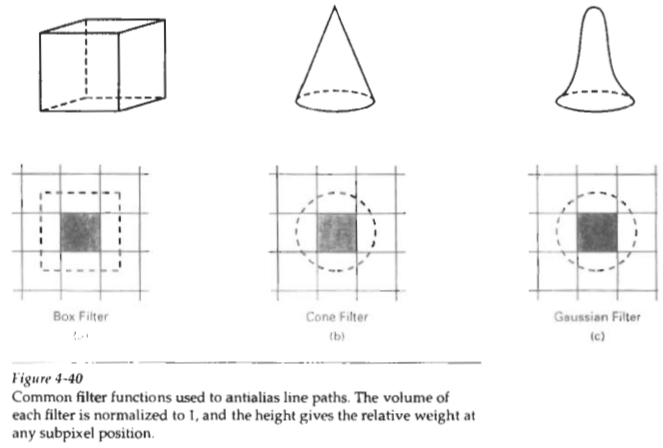 Box Filter
Cone Filter
(b)
Gaussian Filter
(c)
Figure 4-40
Common filter functions used to antialias line paths. The volume of
each filter is normalized to 1, and the height gives the relative weight at
any subpixel position.